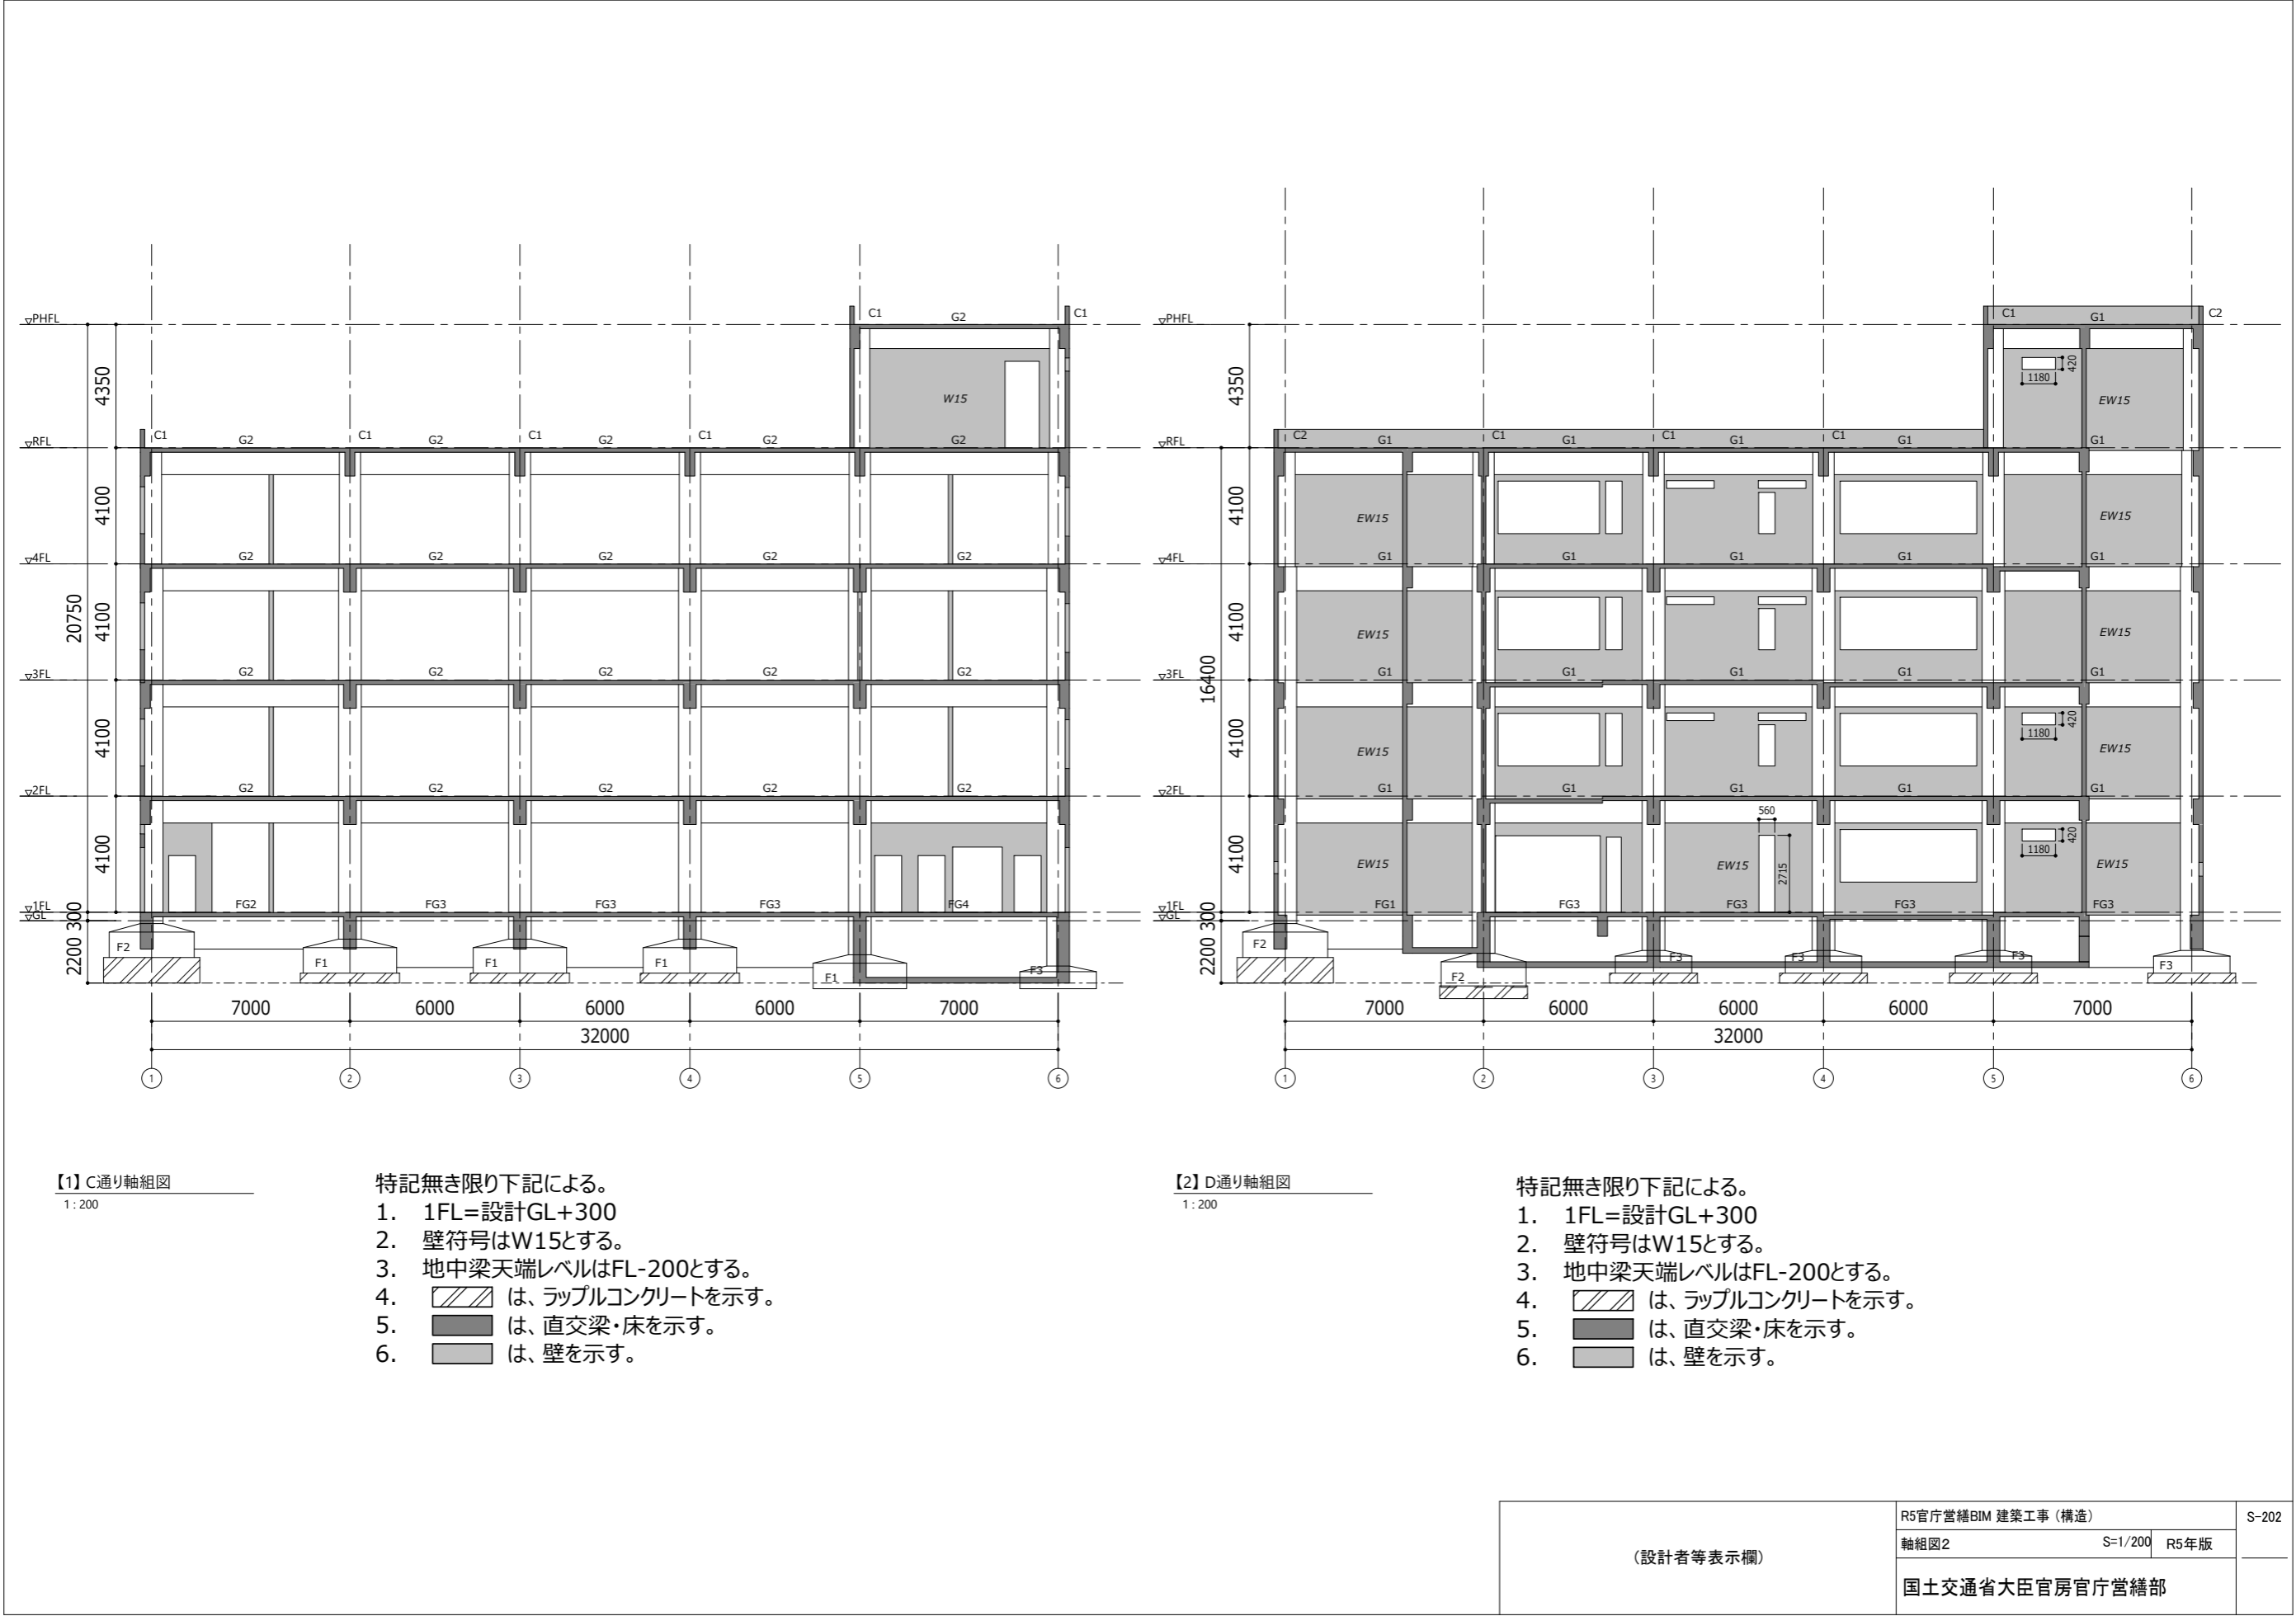 C1 G2 C1
▽PHFL
4350
W15
C1 G2 C1 G2 C1 G2 C1 G2 G2
▽RFL
4100
G2 G2 G2 G2 G2
▽4FL
20750
4100
G2 G2 G2 G2 G2
▽3FL
4100
G2 G2 G2 G2 G2
▽2FL
4100
FG2 FG3 FG3 FG3 FG4
▽1FL
▽GL
300
2200
F2 F1 F1 F1 F1 F3
7000 6000 6000 6000 7000
32000
1 2 3 4 5 6
C1 G1 C2
▽PHFL
4350
420
1180
EW15
C2 G1 C1 G1 C1 G1 C1 G1 G1
▽RFL
4100
EW15 EW15
G1 G1 G1 G1 G1
▽4FL
4100
EW15 EW15
G1 G1 G1 G1 G1
▽3FL
16400
4100
420
1180
EW15 EW15
G1 G1 G1 G1 G1
▽2FL
560
4100
420
1180
EW15 EW15 EW15
2715
FG1 FG3 FG3 FG3 FG3
▽1FL
▽GL
300
2200
F2 F2 F3 F3 F3 F3
7000 6000 6000 6000 7000
32000
1 2 3 4 5 6
【1】 C通り軸組図
1 : 200
特記無き限り下記による。
1. 1FL=設計GL+300
2. 壁符号はW15とする。
3. 地中梁天端レベルはFL-200とする。
4. は、ラップルコンクリートを示す。
5. は、直交梁・床を示す。
6. は、壁を示す。
【2】 D通り軸組図
1 : 200
特記無き限り下記による。
1. 1FL=設計GL+300
2. 壁符号はW15とする。
3. 地中梁天端レベルはFL-200とする。
4. は、ラップルコンクリートを示す。
5. は、直交梁・床を示す。
6. は、壁を示す。
(設計者等表示欄)
R5官庁営繕BIM 建築工事 (構造)
S-202
軸組図2 S=1/200 R5年版
国土交通省大臣官房官庁営繕部